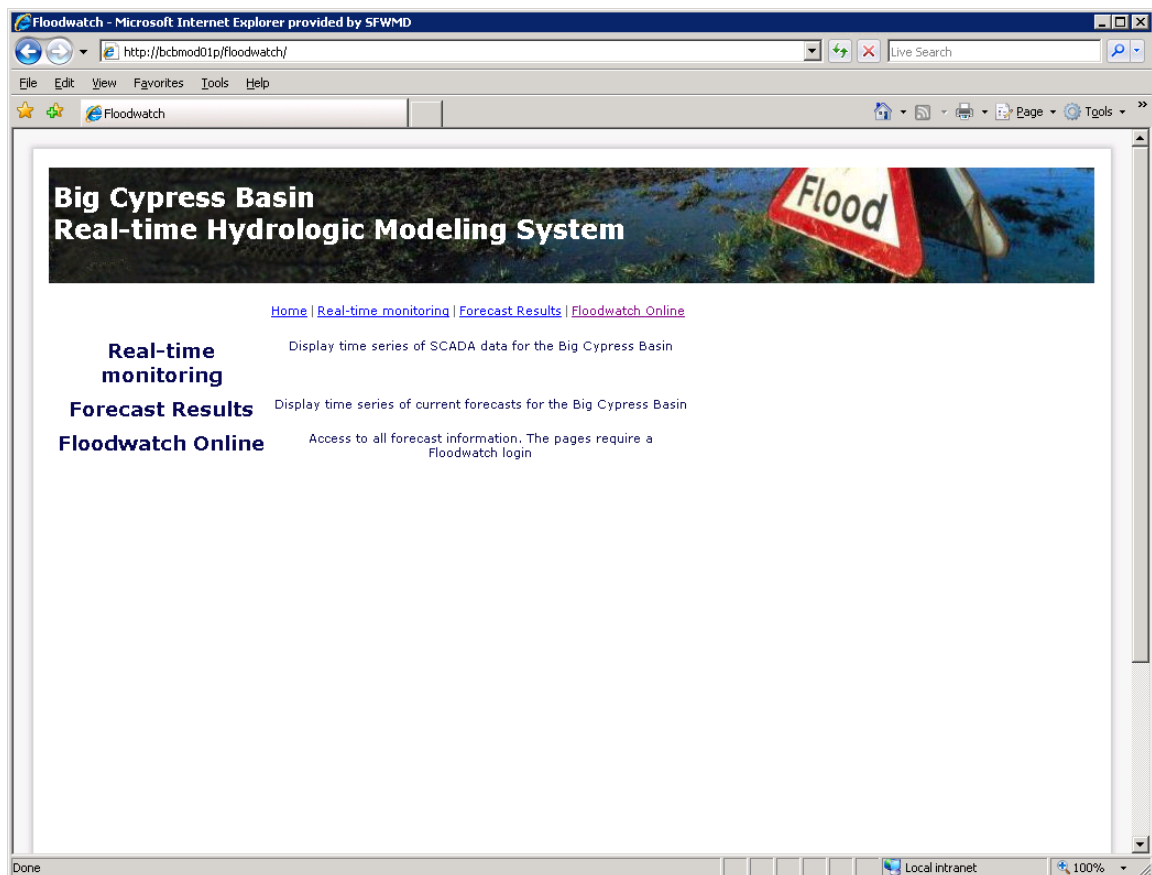 Floodwatch - Microsoft Internet Explorer provided by SFWMD
http://bcbmod01p/floodwatch/
Live Search
File Edit View Favorites Tools Help
Floodwatch
Page Tools »
Big Cypress Basin
Real-time Hydrologic Modeling System
Flood
Home | Real-time monitoring | Forecast Results | Floodwatch Online
Real-time
monitoring
Display time series of SCADA data for the Big Cypress Basin
Forecast Results
Display time series of current forecasts for the Big Cypress Basin
Floodwatch Online
Access to all forecast information. The pages require a
Floodwatch login
Done
Local intranet
100%